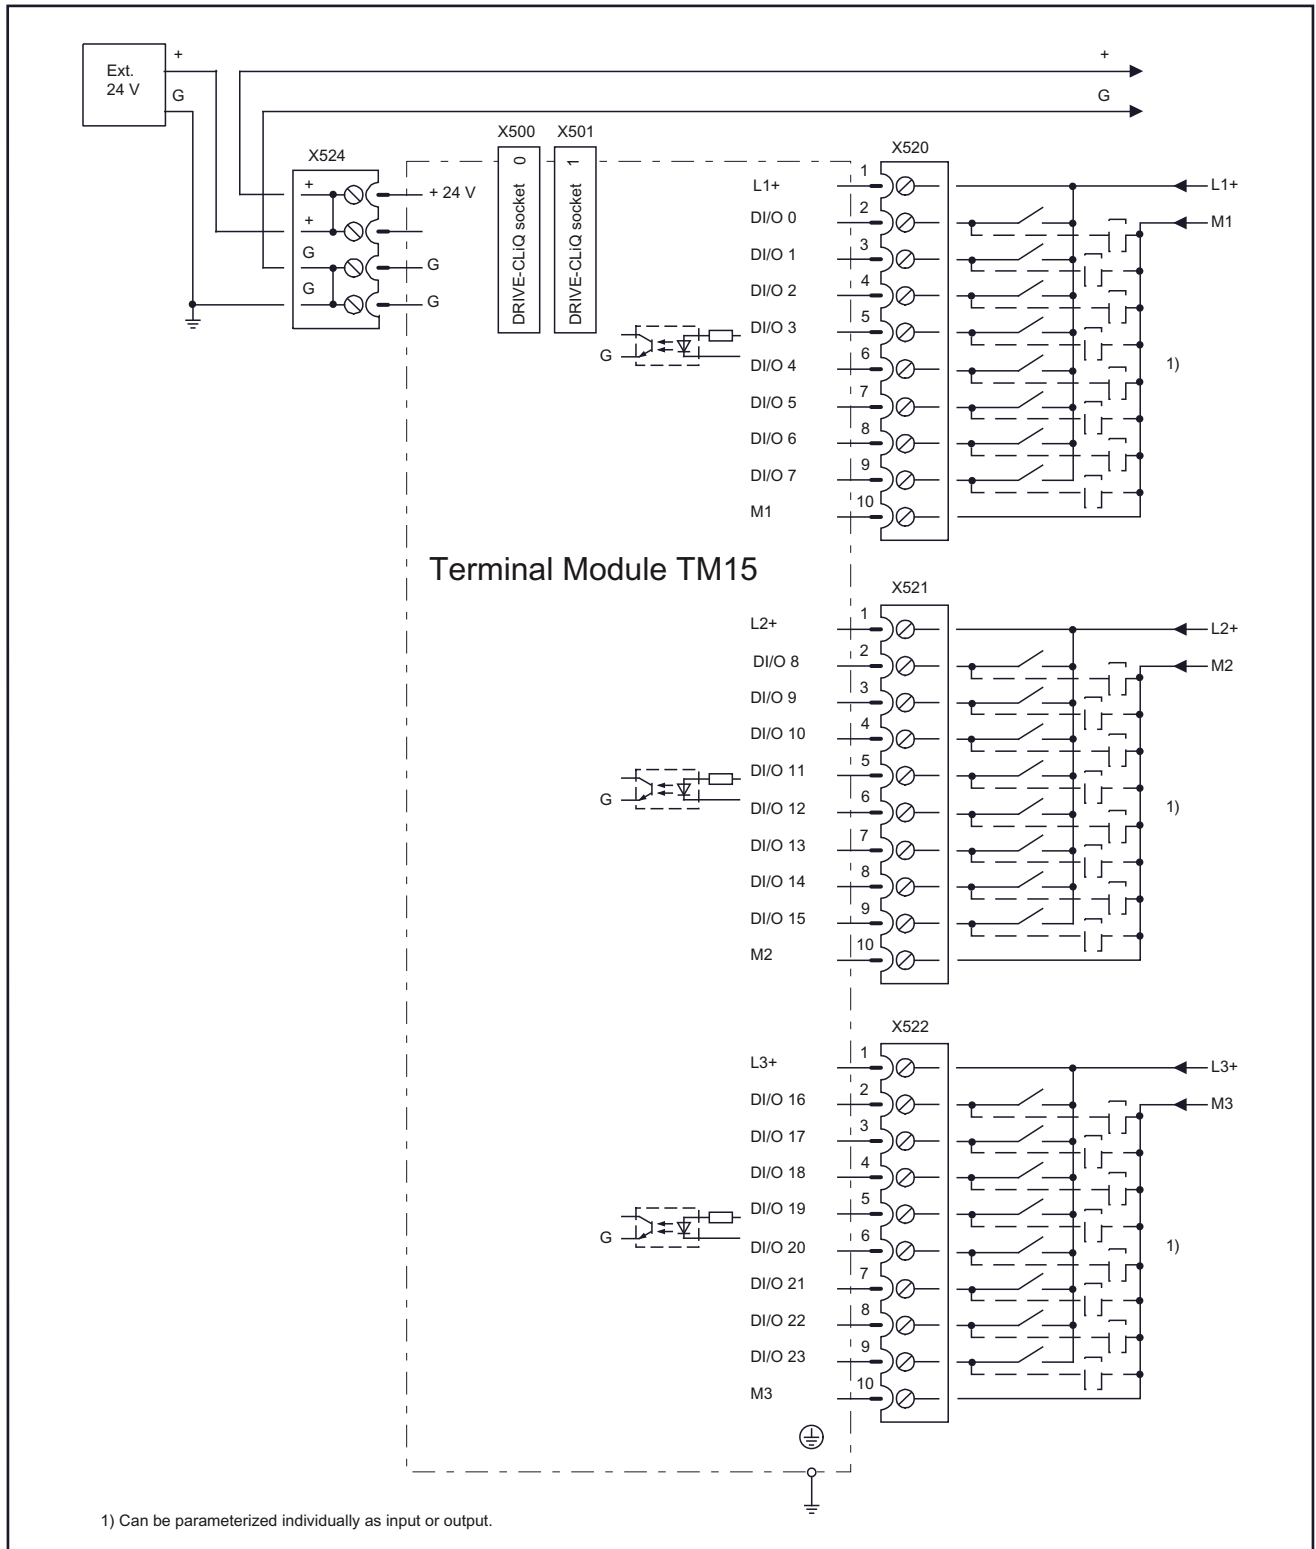 Ext.
24 V
+
G
+
G
X524
+
+
G
G
+ 24 V
G
G
X500
X501
DRIVE-CLiQ socket 0
DRIVE-CLiQ socket 1
X520
L1+ 1
DI/O 0 2
DI/O 1 3
DI/O 2 4
DI/O 3 5
DI/O 4 6
DI/O 5 7
DI/O 6 8
DI/O 7 9
M1 10
G
L1+
M1
1)
Terminal Module TM15
X521
L2+ 1
DI/O 8 2
DI/O 9 3
DI/O 10 4
DI/O 11 5
DI/O 12 6
DI/O 13 7
DI/O 14 8
DI/O 15 9
M2 10
G
L2+
M2
1)
X522
L3+ 1
DI/O 16 2
DI/O 17 3
DI/O 18 4
DI/O 19 5
DI/O 20 6
DI/O 21 7
DI/O 22 8
DI/O 23 9
M3 10
G
L3+
M3
1)
1) Can be parameterized individually as input or output.